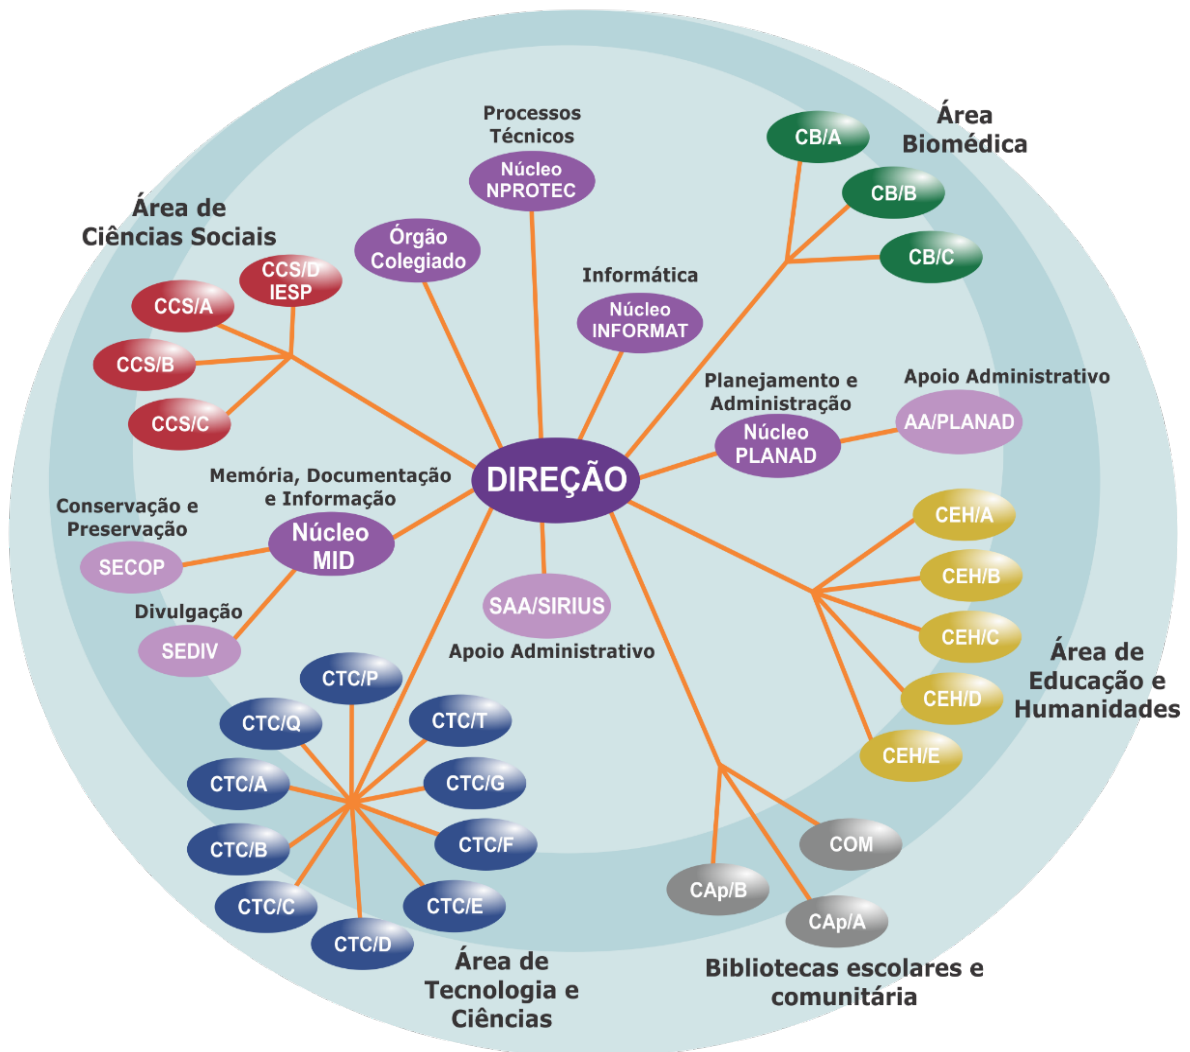 Processos
Técnicos
Núcleo
NPROTEC
Área
Biomédica
CB/A
CB/B
CB/C
Área de
Ciências Sociais
CCS/D
IESP
CCS/A
CCS/B
CCS/C
Órgão
Colegiado
Informática
Núcleo
INFORMAT
Planejamento e
Administração
Núcleo
PLANAD
Apoio Administrativo
AA/PLANAD
DIREÇÃO
Memória, Documentação
e Informação
Núcleo
MID
Conservação e
Preservação
SECOP
Divulgação
SEDIV
SAA/SIRIUS
Apoio Administrativo
CEH/A
CEH/B
CEH/C
CEH/D
CEH/E
Área de
Educação e
Humanidades
CTC/P
CTC/Q
CTC/T
CTC/A
CTC/G
CTC/B
CTC/F
CTC/C
CTC/E
CTC/D
Área de
Tecnologia e
Ciências
COM
CAp/B
CAp/A
Bibliotecas escolares e
comunitária